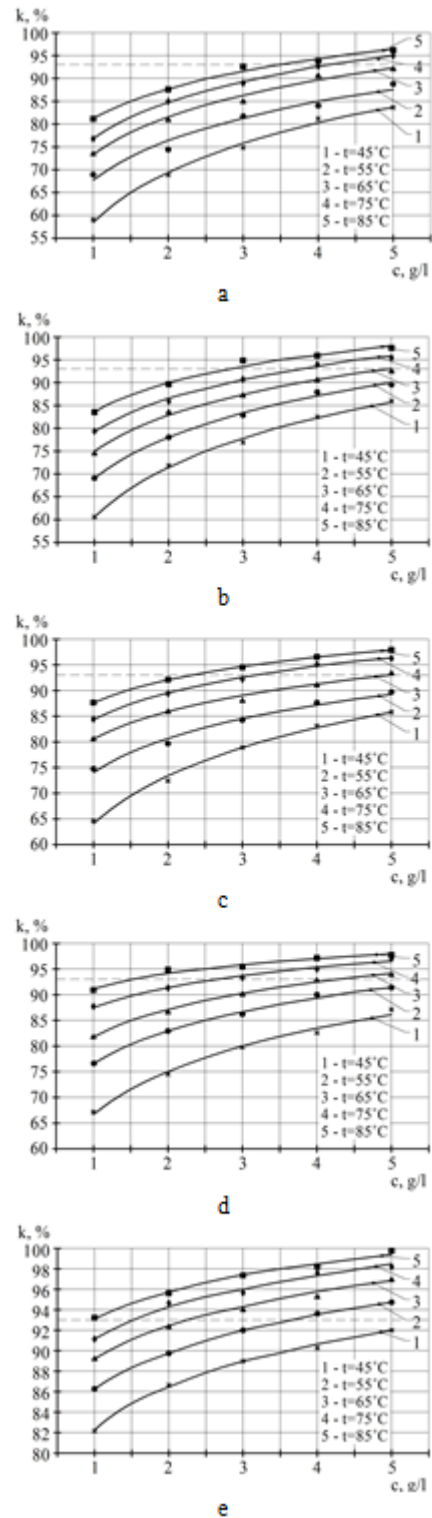 k, %
100
95
90
85
80
75
70
65
60
55
5
4
3
2
1
1 - t=45˚C
2 - t=55˚C
3 - t=65˚C
4 - t=75˚C
5 - t=85˚C
1 2 3 4 5
c, g/l
a
k, %
100
95
90
85
80
75
70
65
60
55
5
4
3
2
1
1 - t=45˚C
2 - t=55˚C
3 - t=65˚C
4 - t=75˚C
5 - t=85˚C
1 2 3 4 5
c, g/l
b
k, %
100
95
90
85
80
75
70
65
60
5
4
3
2
1
1 - t=45˚C
2 - t=55˚C
3 - t=65˚C
4 - t=75˚C
5 - t=85˚C
1 2 3 4 5
c, g/l
c
k, %
100
95
90
85
80
75
70
65
60
5
4
3
2
1
1 - t=45˚C
2 - t=55˚C
3 - t=65˚C
4 - t=75˚C
5 - t=85˚C
1 2 3 4 5
c, g/l
d
k, %
100
98
96
94
92
90
88
86
84
82
80
5
4
3
2
1
1 - t=45˚C
2 - t=55˚C
3 - t=65˚C
4 - t=75˚C
5 - t=85˚C
1 2 3 4 5
c, g/l
e